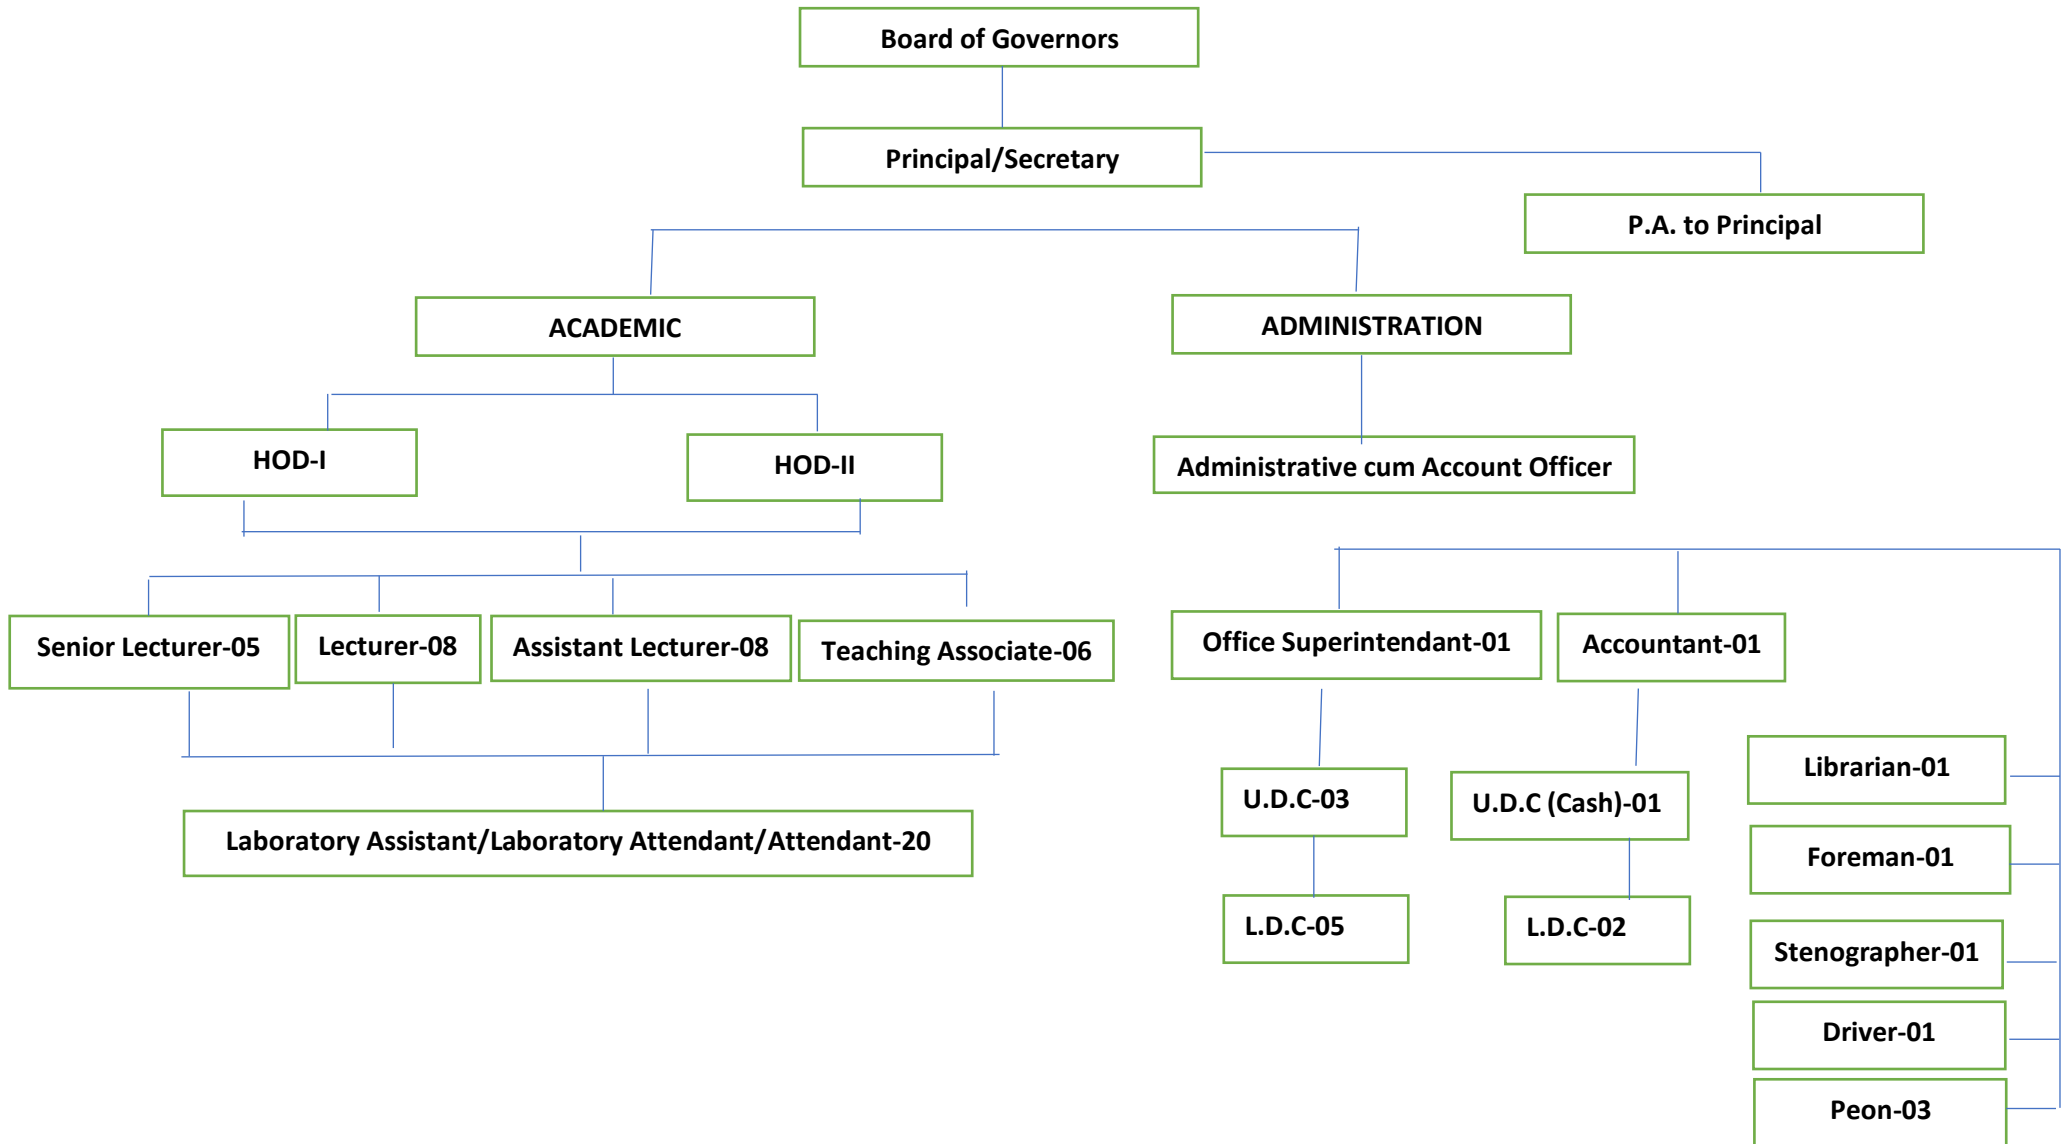 Board of Governors
Principal/Secretary
P.A. to Principal
ACADEMIC
ADMINISTRATION
HOD-I
HOD-II
Administrative cum Account Officer
Senior Lecturer-05
Lecturer-08
Assistant Lecturer-08
Teaching Associate-06
Office Superintendant-01
Accountant-01
Laboratory Assistant/Laboratory Attendant/Attendant-20
U.D.C-03
U.D.C (Cash)-01
L.D.C-05
L.D.C-02
Librarian-01
Foreman-01
Stenographer-01
Driver-01
Peon-03